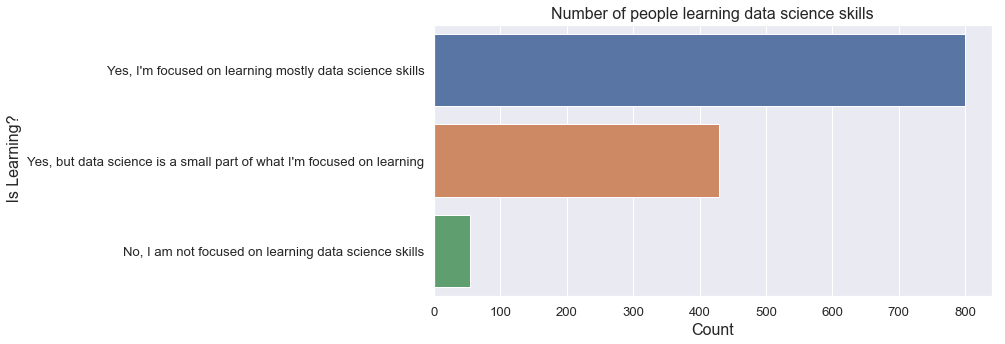 Number of people learning data science skills
Is Learning?
Yes, I'm focused on learning mostly data science skills
Yes, but data science is a small part of what I'm focused on learning
No, I am not focused on learning data science skills
0 100 200 300 400 500 600 700 800
Count